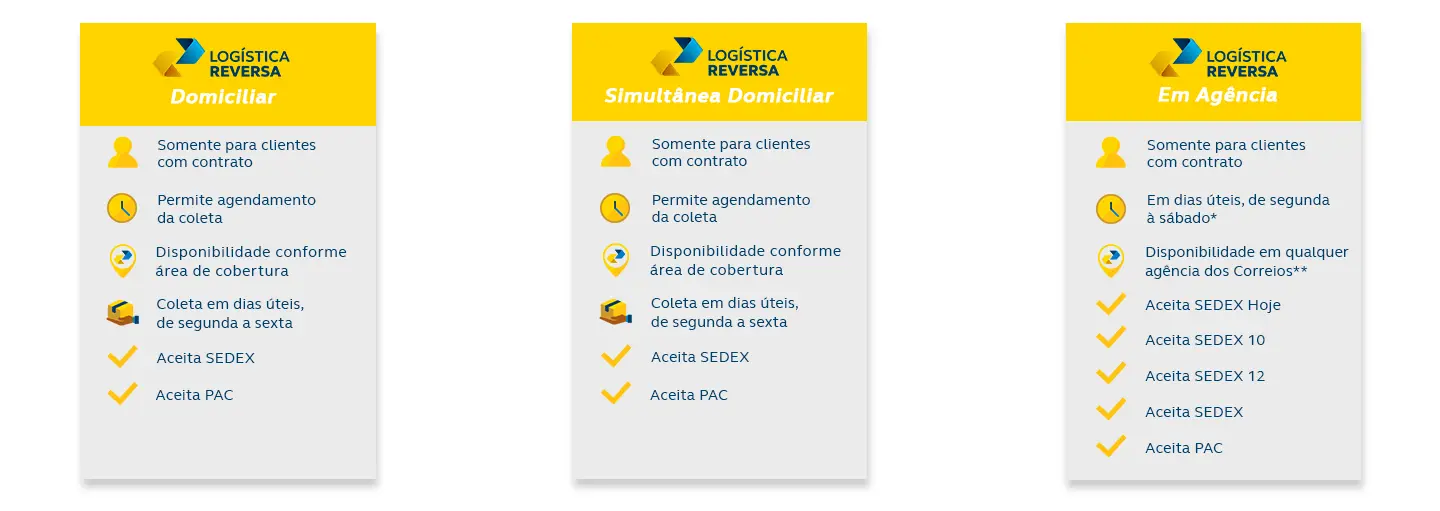 LOGÍSTICA
REVERSA
Domiciliar
Somente para clientes
com contrato
Permite agendamento
da coleta
Disponibilidade conforme
área de cobertura
Coleta em dias úteis,
de segunda a sexta
Aceita SEDEX
Aceita PAC
LOGÍSTICA
REVERSA
Simultânea Domiciliar
Somente para clientes
com contrato
Permite agendamento
da coleta
Disponibilidade conforme
área de cobertura
Coleta em dias úteis,
de segunda a sexta
Aceita SEDEX
Aceita PAC
LOGÍSTICA
REVERSA
Em Agência
Somente para clientes
com contrato
Em dias úteis, de segunda
à sábado*
Disponibilidade em qualquer
agência dos Correios**
Aceita SEDEX Hoje
Aceita SEDEX 10
Aceita SEDEX 12
Aceita SEDEX
Aceita PAC